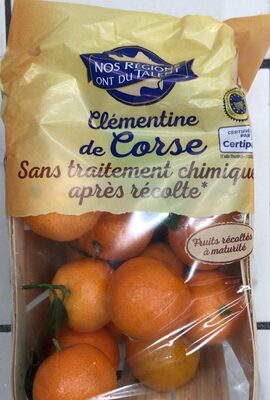 NOS RÉGIONS
ONT DU TALENT
Clémentine
de Corse
CERTIFIÉ
PAR
Certipaq
Sans traitement chimique
après récolte*
Fruits récoltés
à maturité